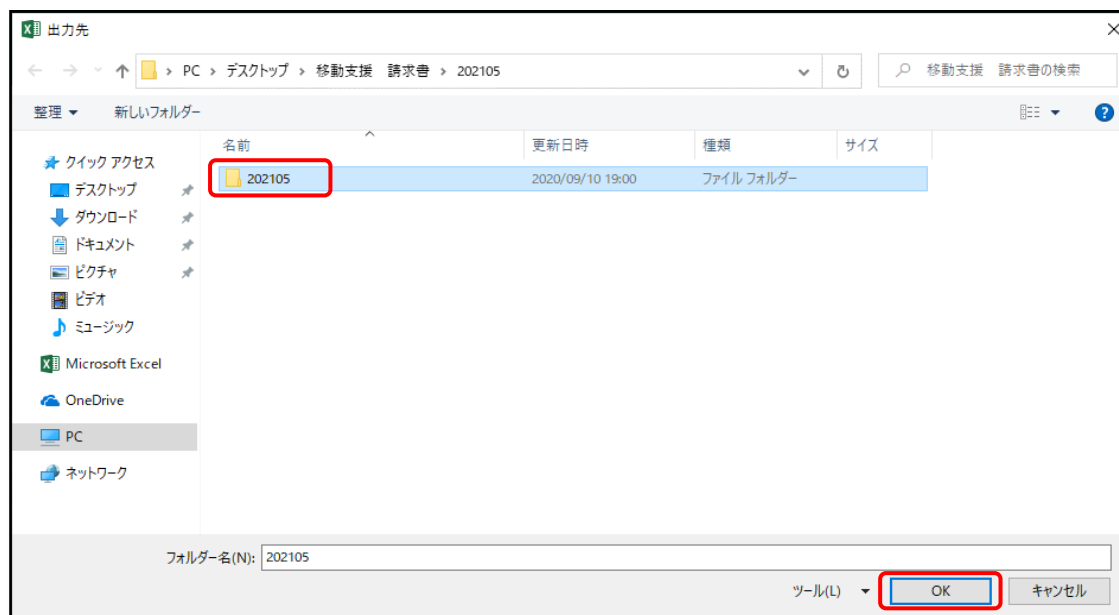 出力先
PC › デスクトップ › 移動支援　請求書 › 202105
移動支援　請求書の検索
整理
新しいフォルダー
名前 更新日時 種類 サイズ
クイック アクセス
202105 2020/09/10 19:00 ファイル フォルダー
デスクトップ
ダウンロード
ドキュメント
ピクチャ
ビデオ
ミュージック
Microsoft Excel
OneDrive
PC
ネットワーク
フォルダー名(N): 202105
ツール(L) OK キャンセル